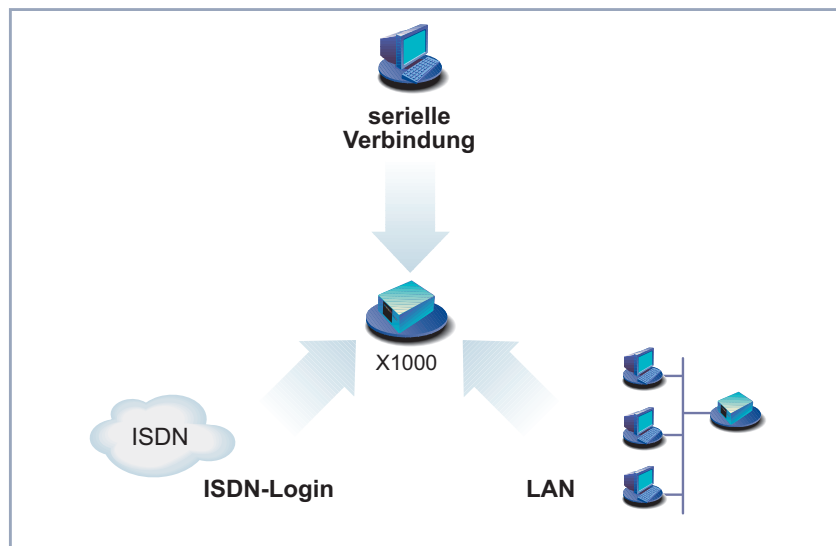 serielle
Verbindung
X1000
ISDN
ISDN-Login
LAN